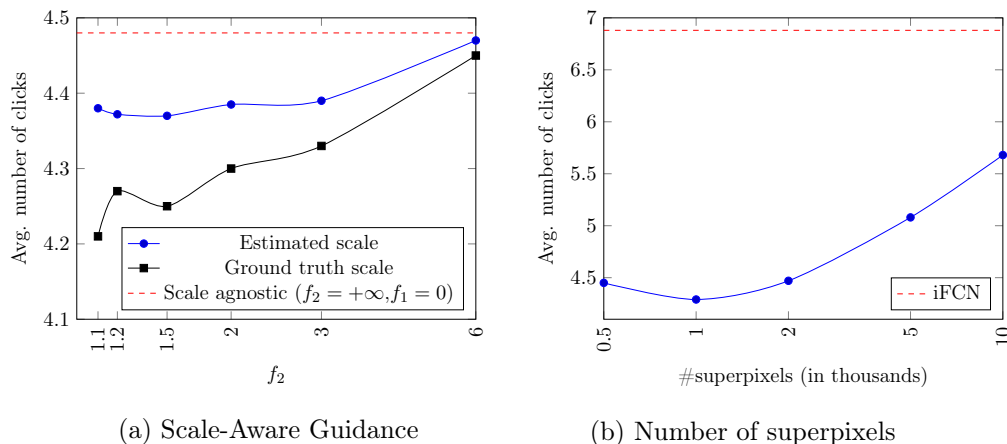 4.5
4.4
4.3
4.2
4.1
Avg. number of clicks
Estimated scale
Ground truth scale
Scale agnostic (f₂ = +∞,f₁ = 0)
1.1
1.2
1.5
2
3
6
f₂
(a) Scale-Aware Guidance
7
6.5
6
5.5
5
4.5
Avg. number of clicks
iFCN
0.5
1
2
5
10
#superpixels (in thousands)
(b) Number of superpixels